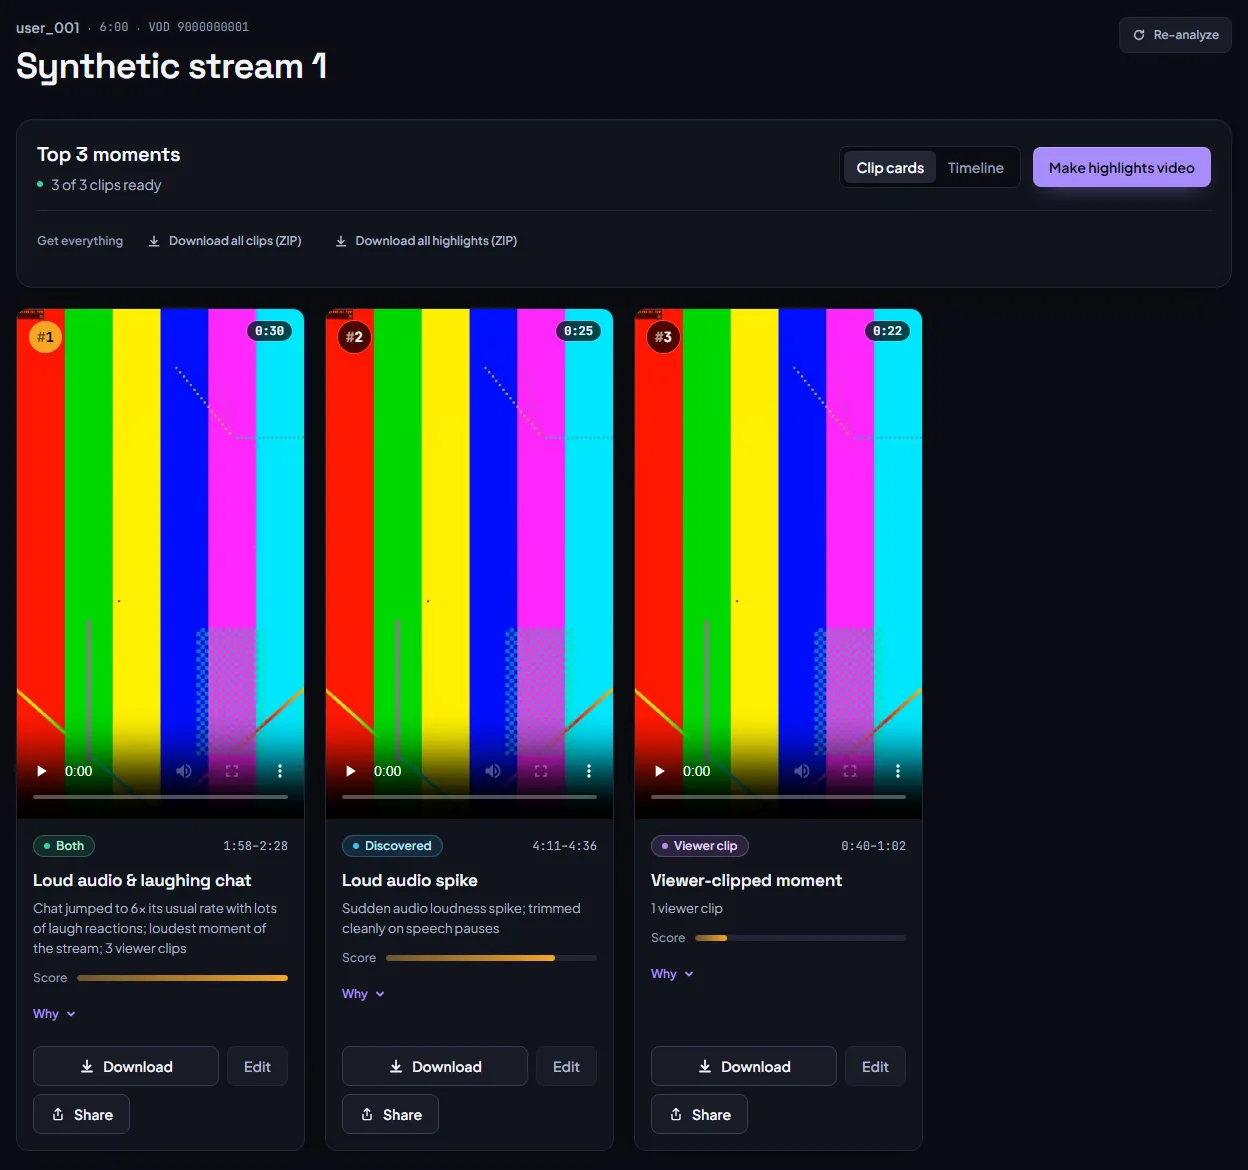 user_001 · 6:00 · VOD 9000000001
Re-analyze
Synthetic stream 1
Top 3 moments
3 of 3 clips ready
Clip cards
Timeline
Make highlights video
Get everything
Download all clips (ZIP)
Download all highlights (ZIP)
#1
0:30
0:00
Both
1:58–2:28
Loud audio & laughing chat
Chat jumped to 6× its usual rate with lots
of laugh reactions; loudest moment of
the stream; 3 viewer clips
Score
Why
Download
Edit
Share
#2
0:25
0:00
Discovered
4:11–4:36
Loud audio spike
Sudden audio loudness spike; trimmed
cleanly on speech pauses
Score
Why
Download
Edit
Share
#3
0:22
0:00
Viewer clip
0:40–1:02
Viewer-clipped moment
1 viewer clip
Score
Why
Download
Edit
Share